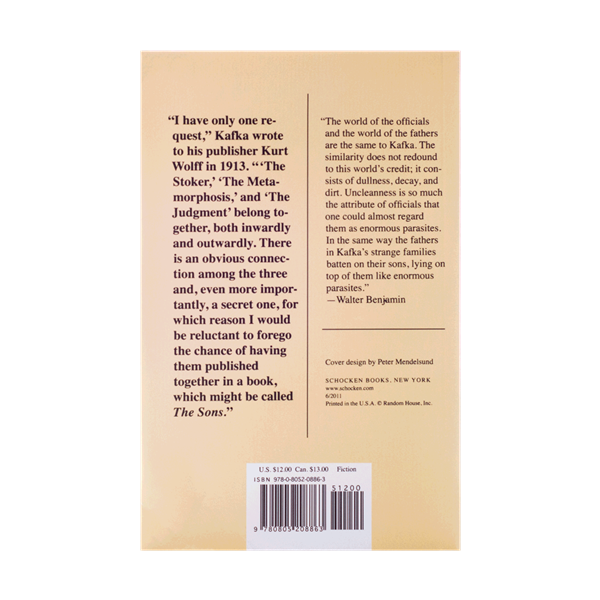 “I have only one re-
quest,” Kafka wrote
to his publisher Kurt
Wolff in 1913. “‘The
Stoker,’ ‘The Meta-
morphosis,’ and ‘The
Judgment’ belong to-
gether, both inwardly
and outwardly. There
is an obvious connec-
tion among the three
and, even more impor-
tantly, a secret one, for
which reason I would
be reluctant to forego
the chance of having
them published
together in a book,
which might be called
The Sons.”
“The world of the officials
and the world of the fathers
are the same to Kafka. The
similarity does not redound
to this world’s credit; it con-
sists of dullness, decay, and
dirt. Uncleanness is so much
the attribute of officials that
one could almost regard
them as enormous parasites.
In the same way the fathers
in Kafka’s strange families
batten on their sons, lying on
top of them like enormous
parasites.”
—Walter Benjamin
Cover design by Peter Mendelsund
SCHOCKEN BOOKS, NEW YORK
www.schocken.com
6/2011
Printed in the U.S.A. © Random House, Inc.
U.S. $12.00 Can. $13.00 Fiction
ISBN 978-0-8052-0886-3
51200
9 780805 208863